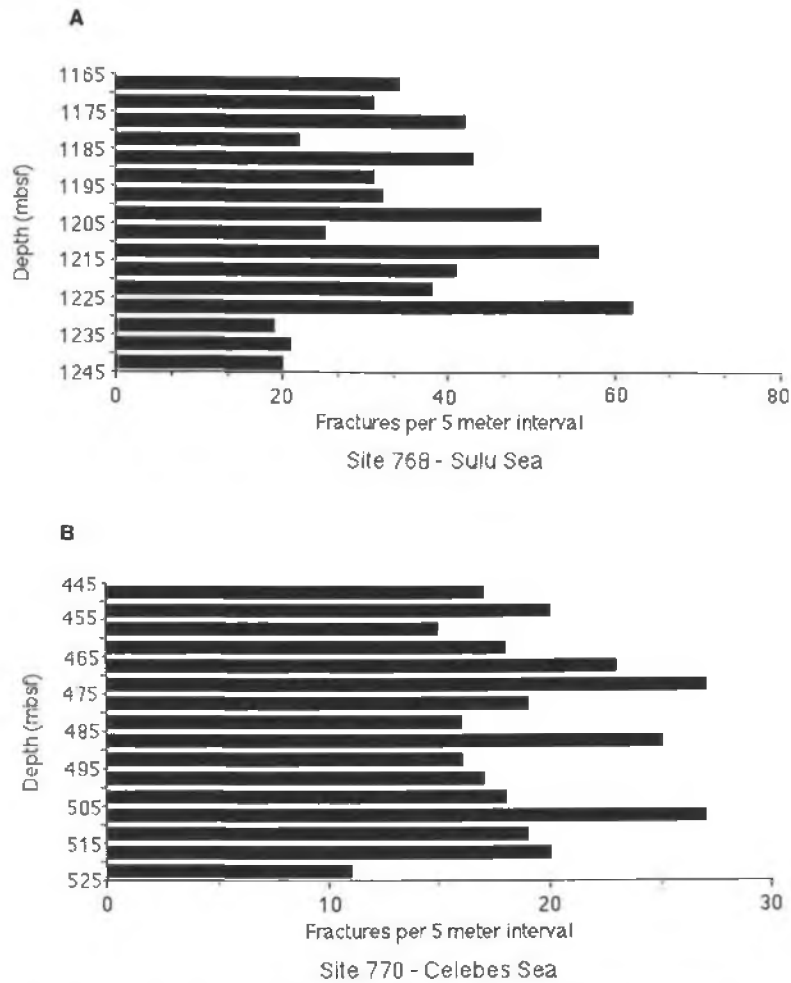 A
1165
1175
1185
1195
1205
1215
1225
1235
1245
Depth (mbsf)
0 20 40 60 80
Fractures per 5 meter interval
Site 768 - Sulu Sea
B
445
455
465
475
485
495
505
515
525
Depth (mbsf)
0 10 20 30
Fractures per 5 meter interval
Site 770 - Celebes Sea